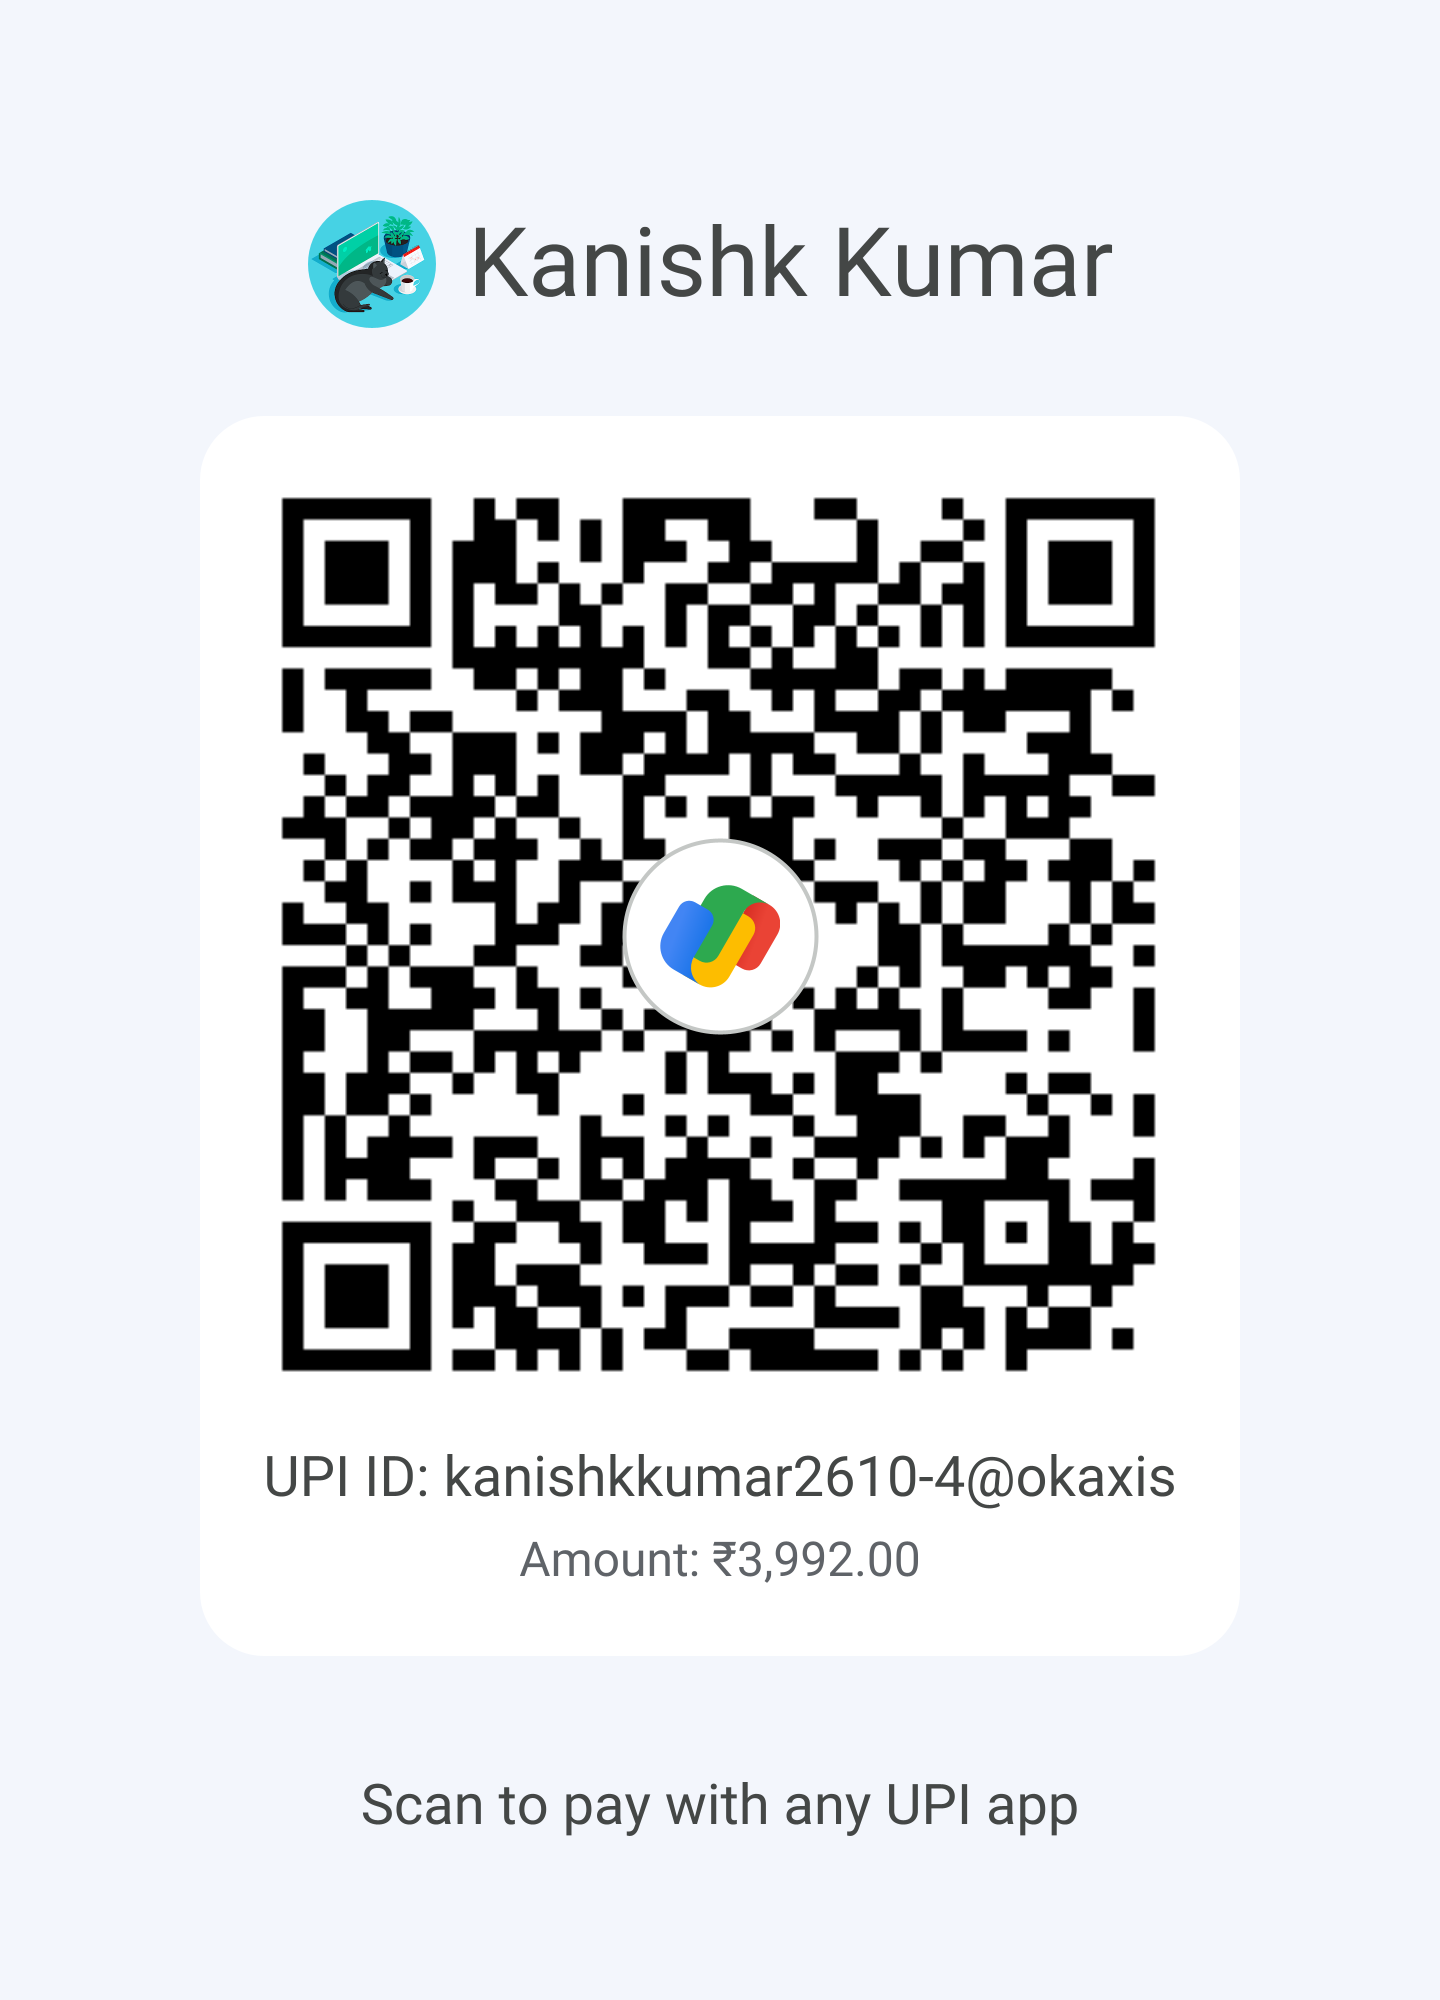 Kanishk Kumar
UPI ID: kanishkkumar2610-4@okaxis
Amount: ₹3,992.00
Scan to pay with any UPI app